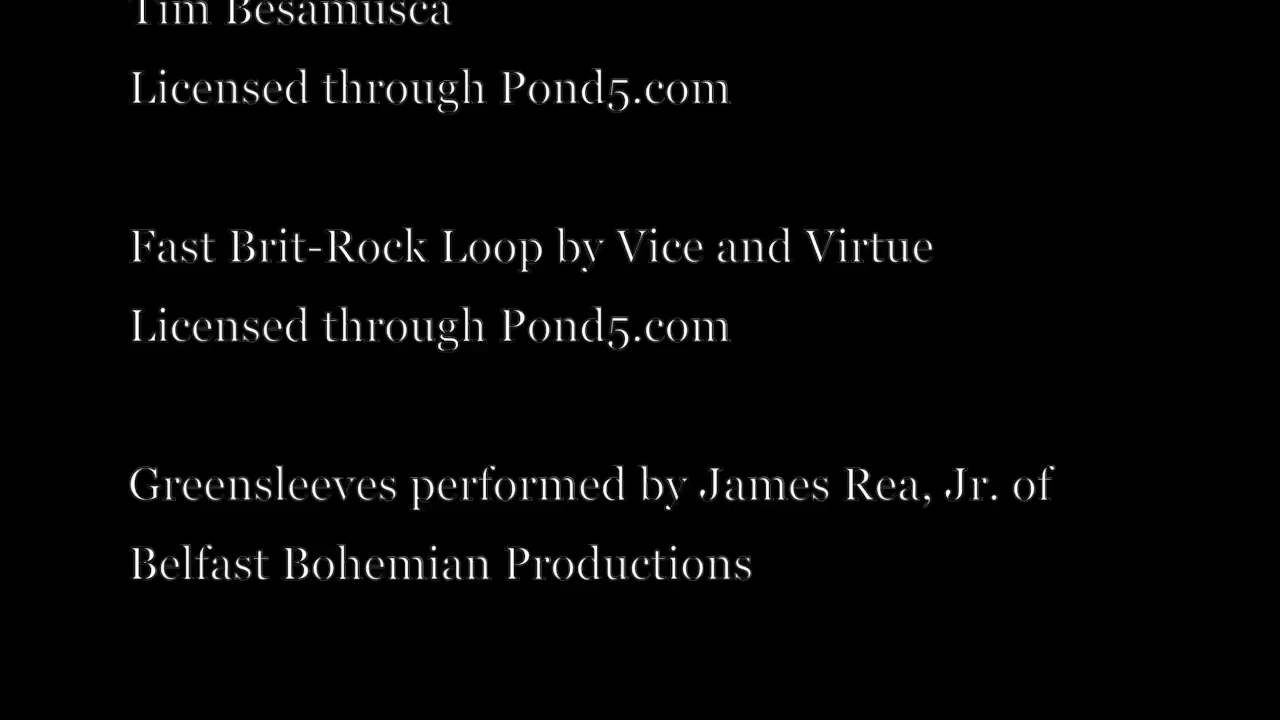 Tim Besamusca
Licensed through Pond5.com
Fast Brit-Rock Loop by Vice and Virtue
Licensed through Pond5.com
Greensleeves performed by James Rea, Jr. of
Belfast Bohemian Productions